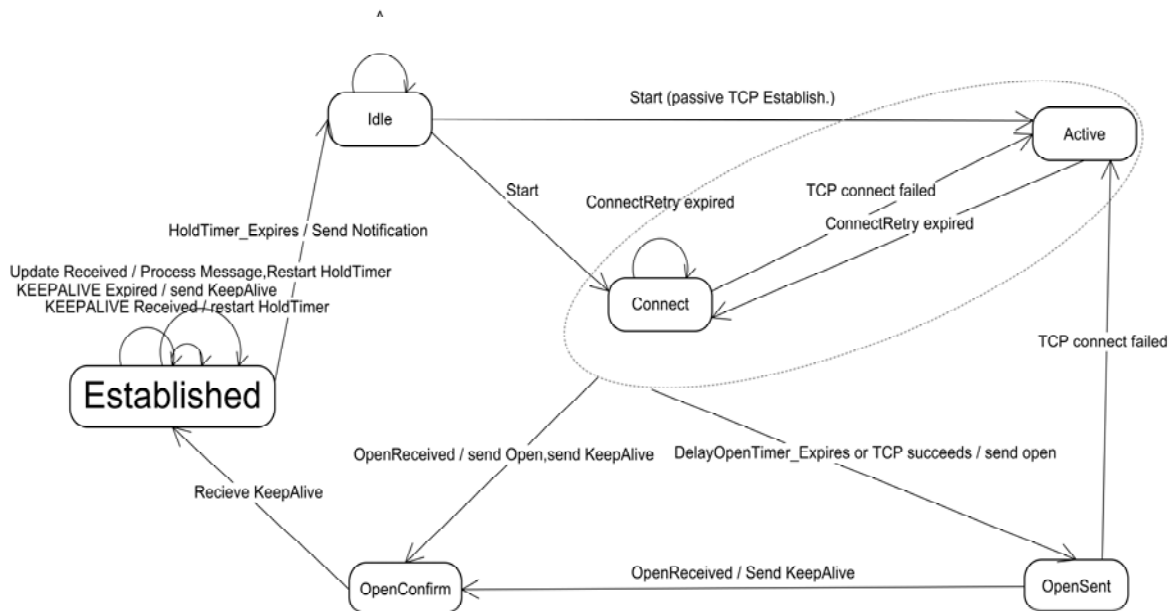 Idle
Start (passive TCP Establish.)
Active
Start
ConnectRetry expired
TCP connect failed
ConnectRetry expired
HoldTimer_Expires / Send Notification
Update Received / Process Message,Restart HoldTimer
KEEPALIVE Expired / send KeepAlive
KEEPALIVE Received / restart HoldTimer
Connect
TCP connect failed
Established
OpenReceived / send Open,send KeepAlive
DelayOpenTimer_Expires or TCP succeeds / send open
Recieve KeepAlive
OpenConfirm
OpenReceived / Send KeepAlive
OpenSent